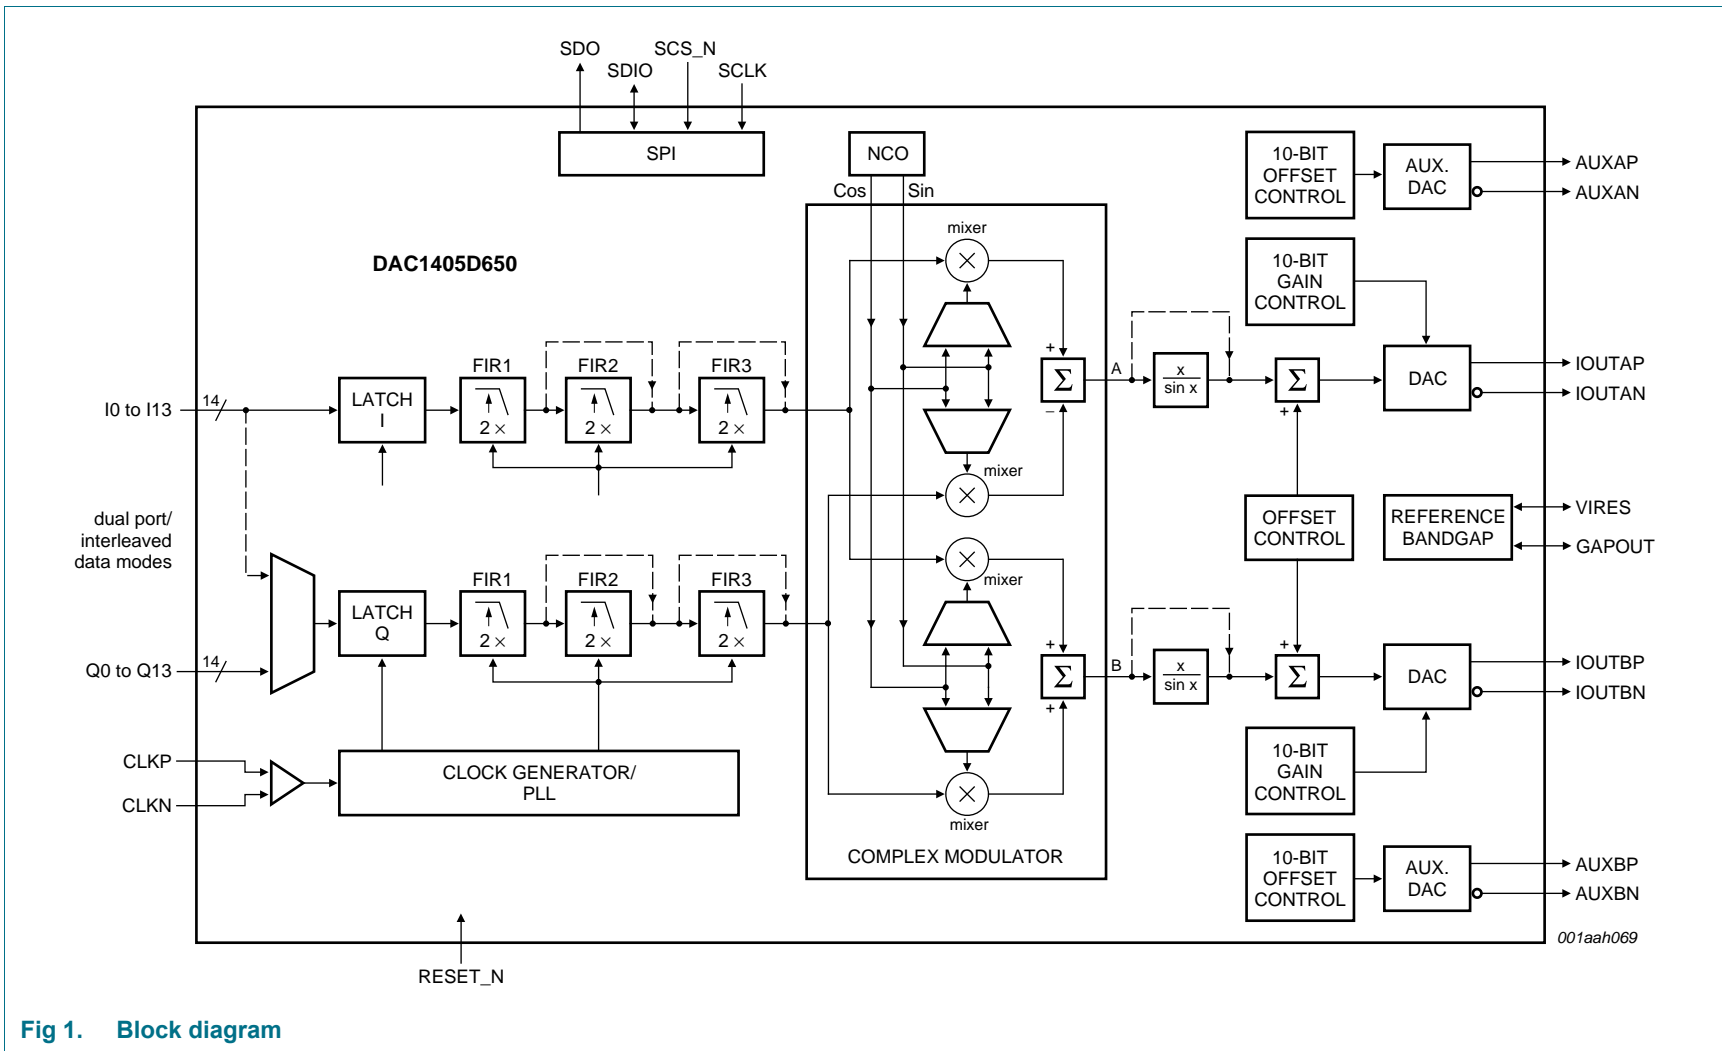 SDO
SCS_N
SDIO
SCLK
SPI
NCO
Cos
Sin
DAC1405D650
mixer
10-BIT
OFFSET
CONTROL
AUX.
DAC
AUXAP
AUXAN
10-BIT
GAIN
CONTROL
I0 to I13
14
LATCH
I
FIR1
2 ×
FIR2
2 ×
FIR3
2 ×
+
Σ
−
A
x
sin x
Σ
+
DAC
IOUTAP
IOUTAN
mixer
dual port/
interleaved
data modes
OFFSET
CONTROL
REFERENCE
BANDGAP
VIRES
GAPOUT
mixer
Q0 to Q13
14
LATCH
Q
FIR1
2 ×
FIR2
2 ×
FIR3
2 ×
+
Σ
+
B
x
sin x
+
Σ
DAC
IOUTBP
IOUTBN
CLKP
CLKN
CLOCK GENERATOR/
PLL
mixer
COMPLEX MODULATOR
10-BIT
GAIN
CONTROL
10-BIT
OFFSET
CONTROL
AUX.
DAC
AUXBP
AUXBN
RESET_N
001aah069
Fig 1. Block diagram